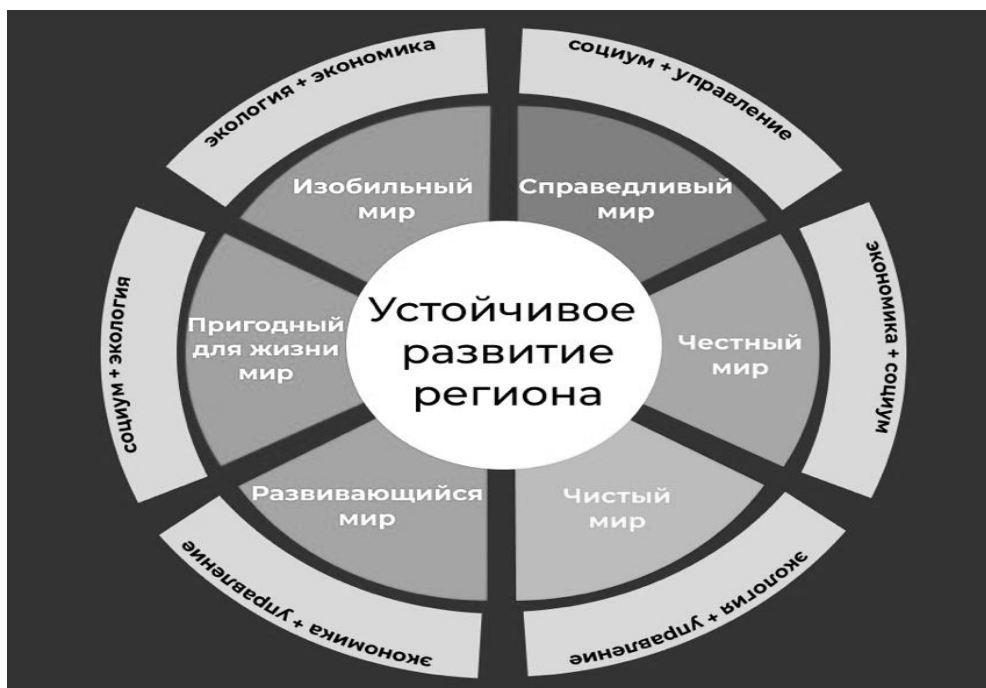 экология + экономика
социум + управление
Изобильный
мир
Справедливый
мир
социум + экология
Пригодный
для жизни
мир
Устойчивое
развитие
региона
Честный
мир
экономика + социум
Развивающийся
мир
Чистый
мир
экономика + управление
экология + управление